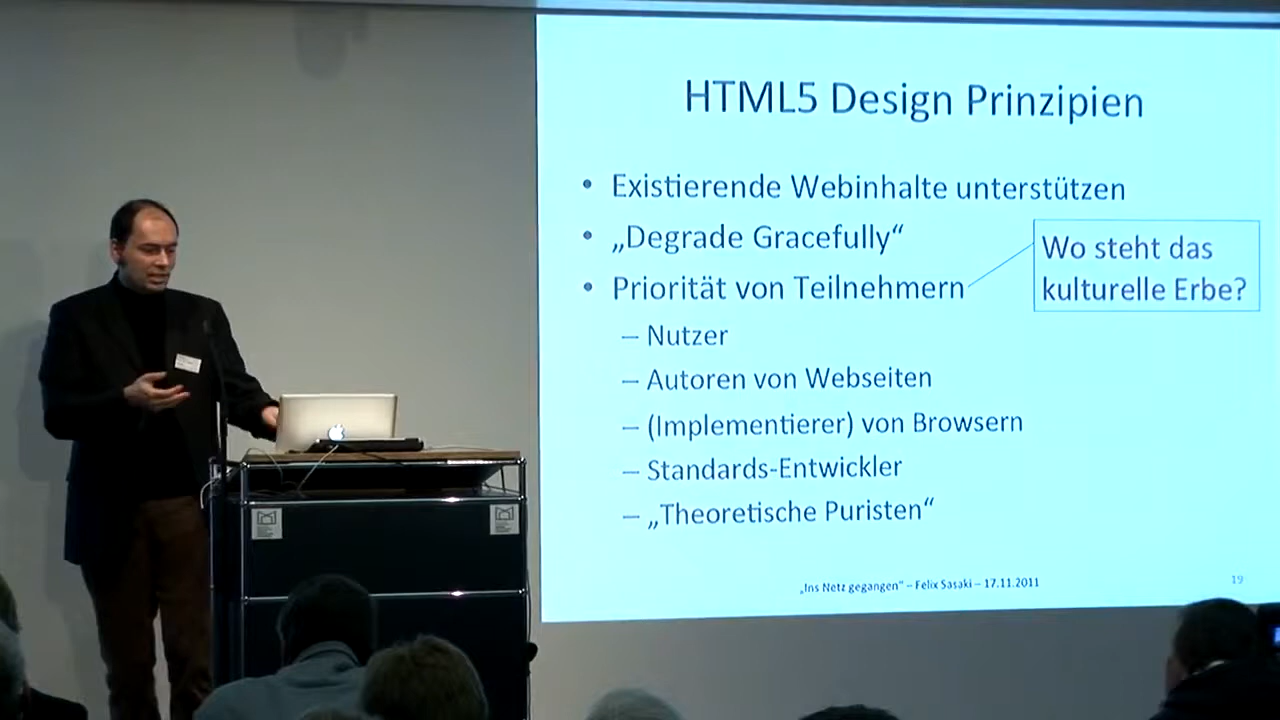 HTML5 Design Prinzipien
• Existierende Webinhalte unterstützen
• „Degrade Gracefully“
• Priorität von Teilnehmern
Wo steht das
kulturelle Erbe?
– Nutzer
– Autoren von Webseiten
– (Implementierer) von Browsern
– Standards-Entwickler
– „Theoretische Puristen“
„Ins Netz gegangen“ – Felix Sasaki – 17.11.2011
19